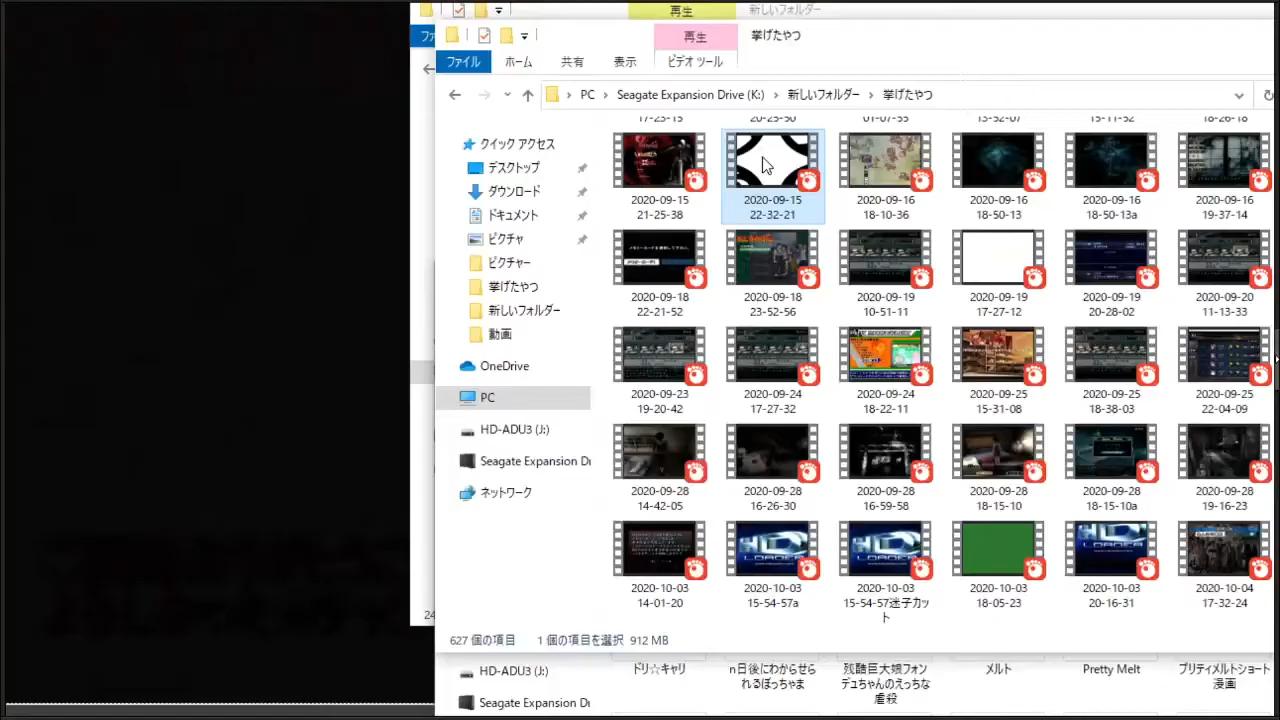 再生
新しいフォルダー
再生
挙げたやつ
ファイル
ホーム
共有
表示
ビデオ ツール
PC › Seagate Expansion Drive (K:) › 新しいフォルダー › 挙げたやつ
17-23-15
20-25-50
01-07-55
13-52-07
15-11-52
18-26-18
クイック アクセス
デスクトップ
ダウンロード
ドキュメント
ピクチャ
ピクチャー
挙げたやつ
新しいフォルダー
動画
OneDrive
PC
HD-ADU3 (J:)
Seagate Expansion Dr
ネットワーク
2020-09-15
21-25-38
2020-09-15
22-32-21
2020-09-16
18-10-36
2020-09-16
18-50-13
2020-09-16
18-50-13a
2020-09-16
19-37-14
2020-09-18
22-21-52
2020-09-18
23-52-56
2020-09-19
10-51-11
2020-09-19
17-27-12
2020-09-19
20-28-02
2020-09-20
11-13-33
2020-09-23
19-20-42
2020-09-24
17-27-32
2020-09-24
18-22-11
2020-09-25
15-31-08
2020-09-25
18-38-03
2020-09-25
22-04-09
2020-09-28
14-42-05
2020-09-28
16-26-30
2020-09-28
16-59-58
2020-09-28
18-15-10
2020-09-28
18-15-10a
2020-09-28
19-16-23
2020-10-03
14-01-20
2020-10-03
15-54-57a
2020-10-03
15-54-57迷子カッ
ト
2020-10-03
18-05-23
2020-10-03
20-16-31
2020-10-04
17-32-24
24
627 個の項目
1 個の項目を選択 912 MB
HD-ADU3 (J:)
Seagate Expansion Dr
ドリ☆キャリ
n日後にわからせら
れるぼっちゃま
残酷巨大娘フォン
デュちゃんのえっちな
虐殺
メルト
Pretty Melt
プリティメルトショート
漫画